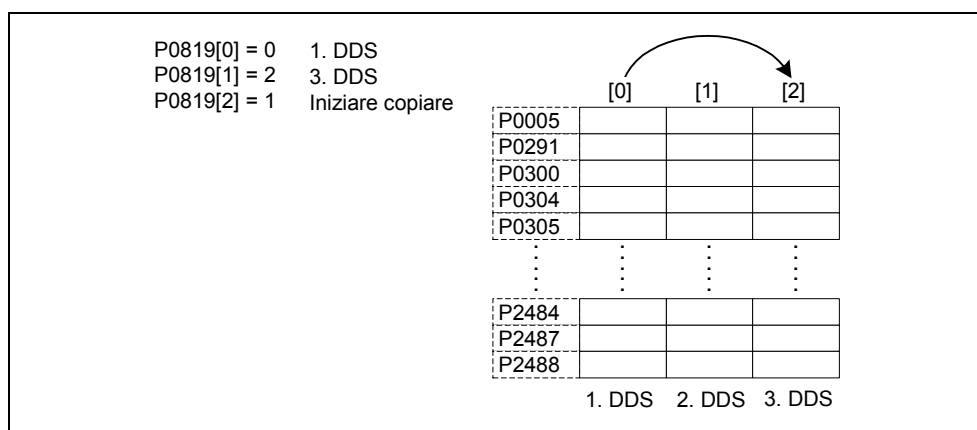 P0819[0] = 0 1. DDS
P0819[1] = 2 3. DDS
P0819[2] = 1 Iniziare copiare
[0] [1] [2]
P0005
P0291
P0300
P0304
P0305
P2484
P2487
P2488
1. DDS 2. DDS 3. DDS